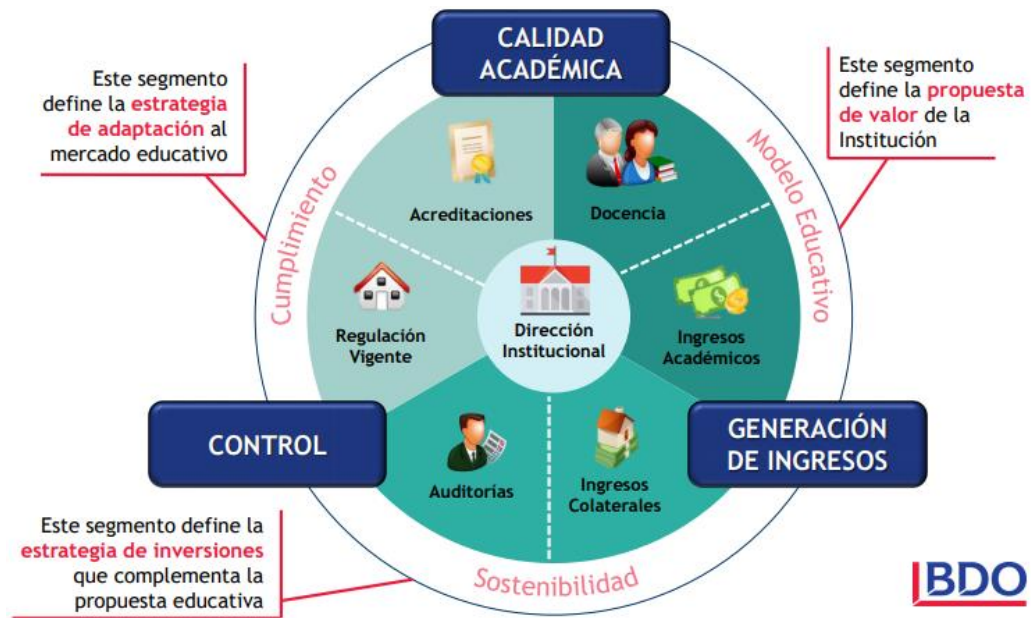 CALIDAD
ACADÉMICA
Este segmento
define la estrategia
de adaptación al
mercado educativo
Este segmento
define la propuesta
de valor de la
Institución
Cumplimiento
Modelo Educativo
Acreditaciones
Docencia
Regulación
Vigente
Dirección
Institucional
Ingresos
Académicos
CONTROL
GENERACIÓN
DE INGRESOS
Auditorías
Ingresos
Colaterales
Este segmento define la
estrategia de inversiones
que complementa la
propuesta educativa
Sostenibilidad
BDO